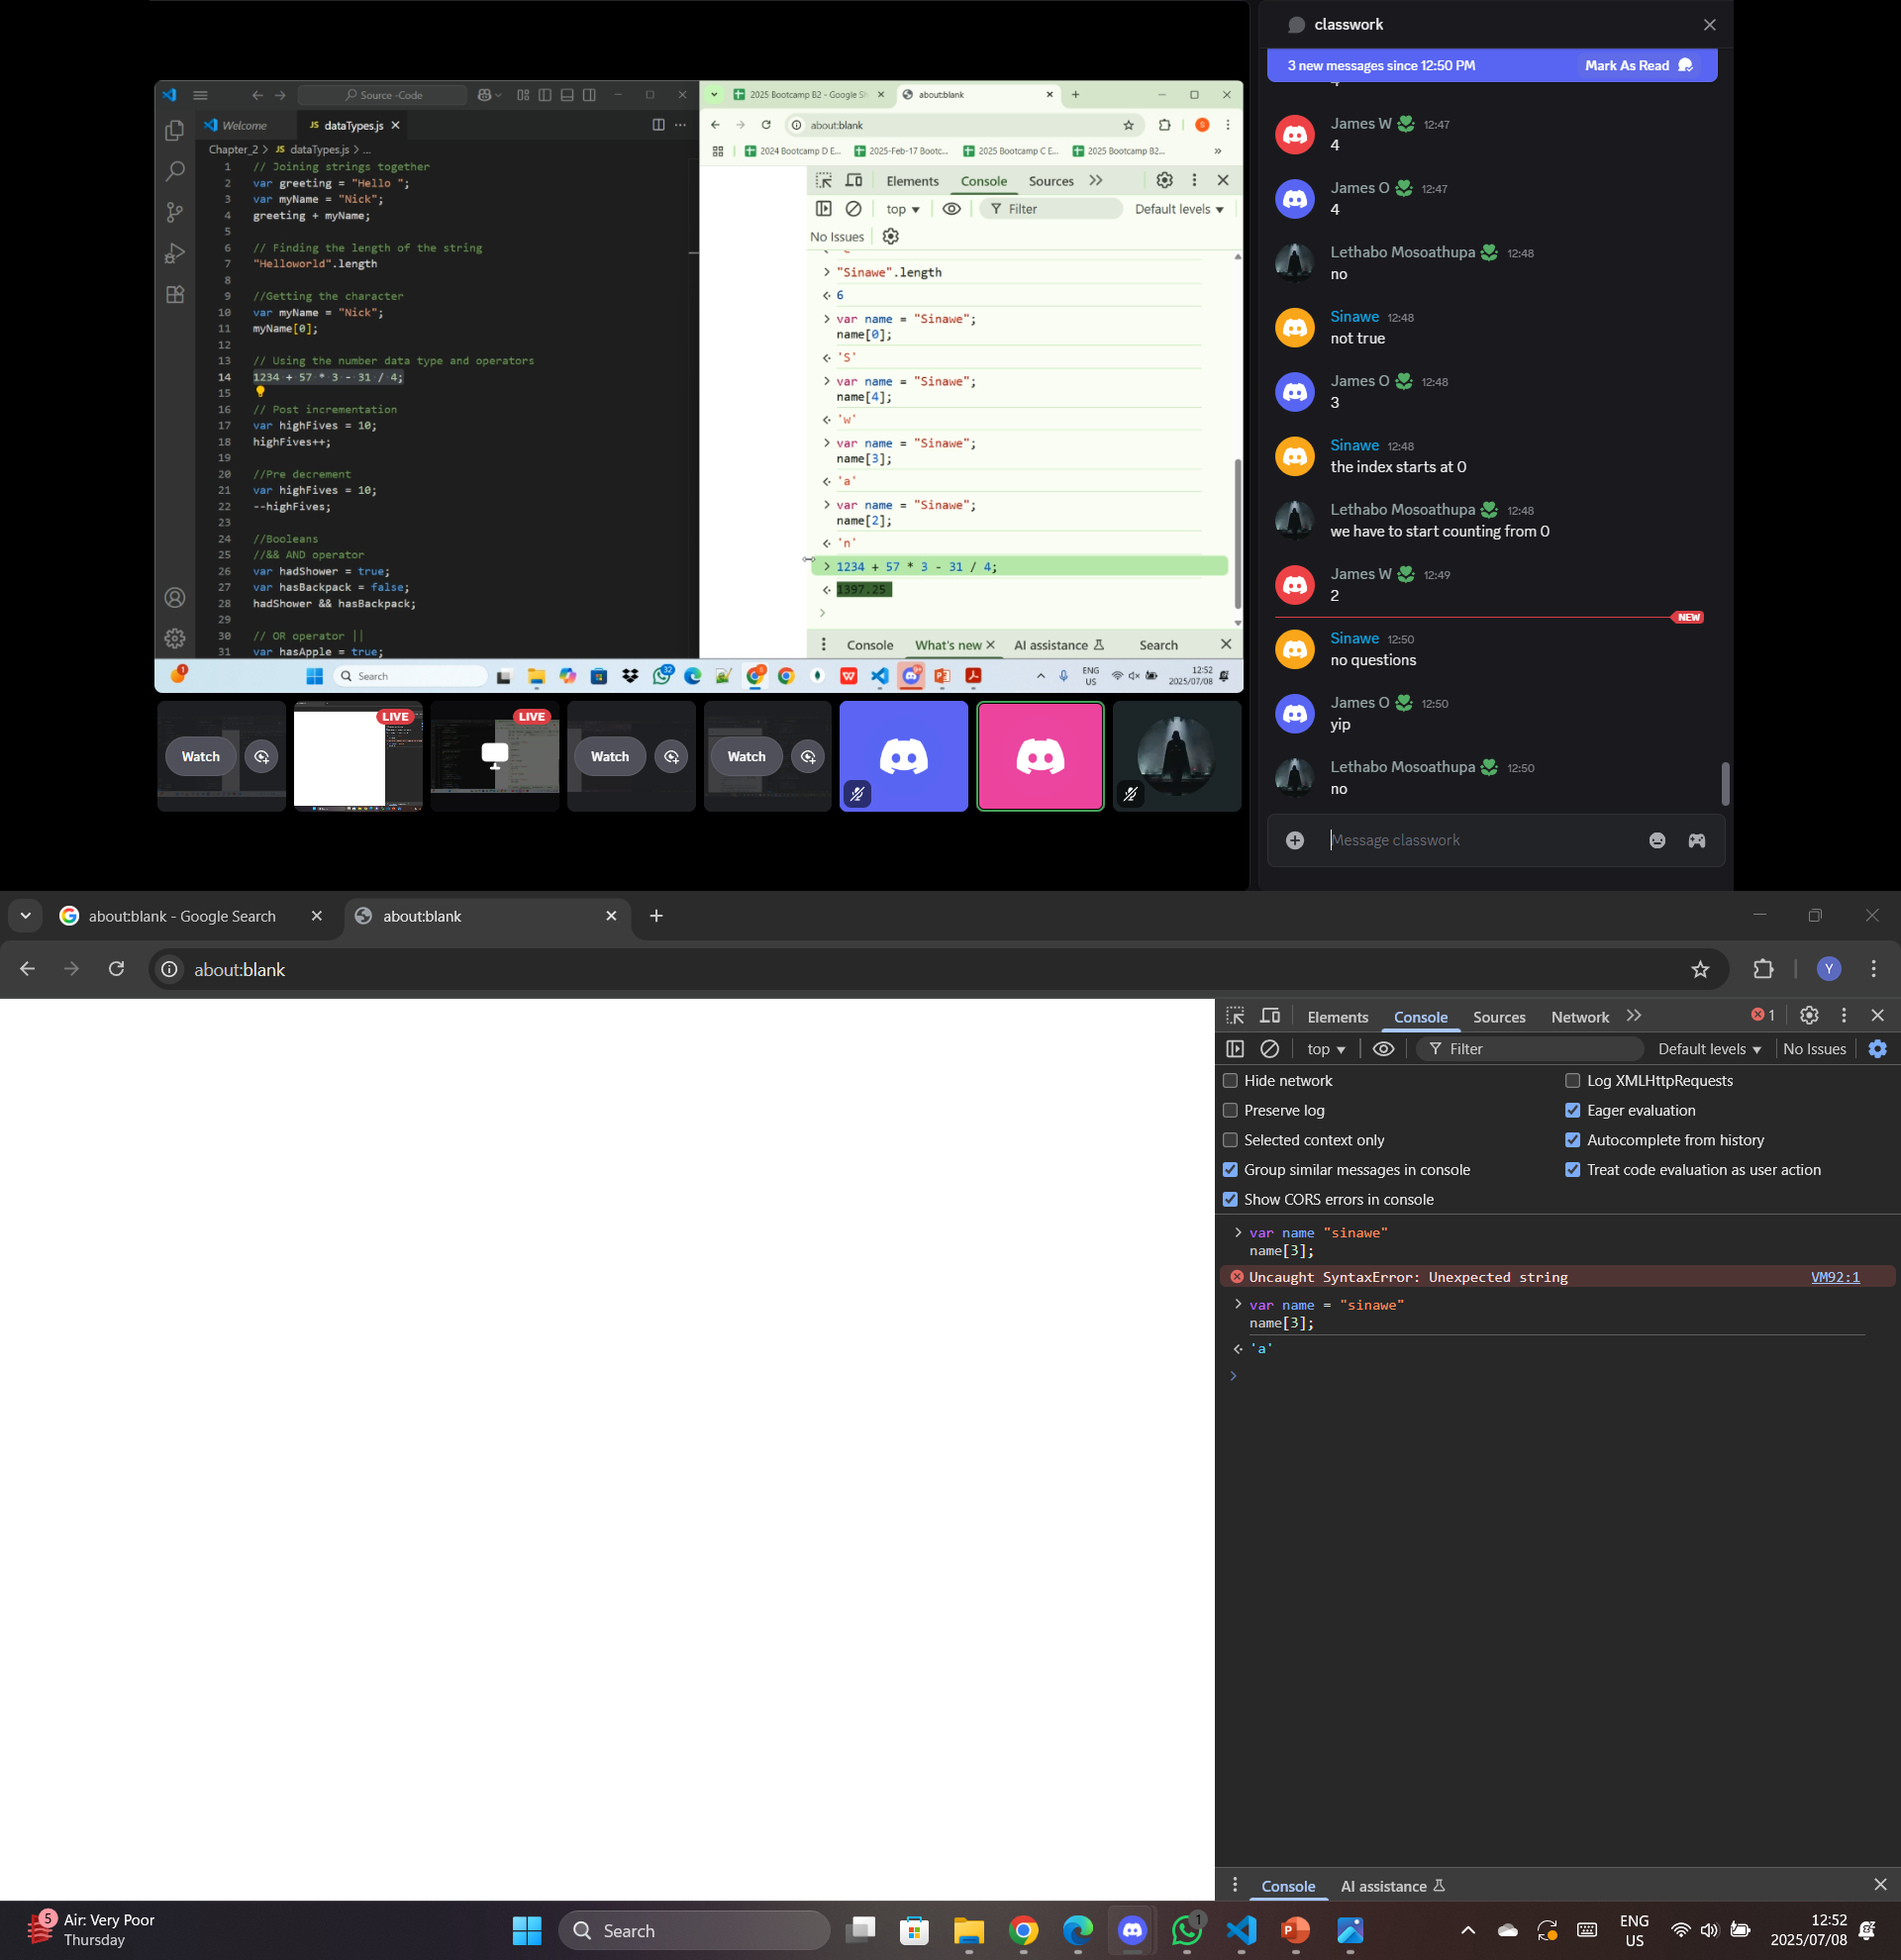 classwork
3 new messages since 12:50 PM
Mark As Read
4
James W 12:47
4
James O 12:47
4
Lethabo Mosoathupa 12:48
no
Sinawe 12:48
not true
James O 12:48
3
Sinawe 12:48
the index starts at 0
Lethabo Mosoathupa 12:48
we have to start counting from 0
James W 12:49
2
NEW
Sinawe 12:50
no questions
James O 12:50
yip
Lethabo Mosoathupa 12:50
no
Message classwork
Source -Code
Welcome
JS dataTypes.js
Chapter_2 > JS dataTypes.js > ...
1 // Joining strings together
2 var greeting = "Hello ";
3 var myName = "Nick";
4 greeting + myName;
5
6 // Finding the length of the string
7 "Helloworld".length
8
9 //Getting the character
10 var myName = "Nick";
11 myName[0];
12
13 // Using the number data type and operators
14 1234 + 57 * 3 - 31 / 4;
15
16 // Post incrementation
17 var highFives = 10;
18 highFives++;
19
20 //Pre decrement
21 var highFives = 10;
22 --highFives;
23
24 //Booleans
25 //&& AND operator
26 var hadShower = true;
27 var hasBackpack = false;
28 hadShower && hasBackpack;
29
30 // OR operator ||
31 var hasApple = true;
2025 Bootcamp B2 - Google S
about:blank
about:blank
2024 Bootcamp D E...
2025-Feb-17 Bootc...
2025 Bootcamp C E...
2025 Bootcamp B2...
Elements
Console
Sources
top
Filter
Default levels
No Issues
> "Sinawe".length
6
> var name = "Sinawe";
name[0];
'S'
> var name = "Sinawe";
name[4];
'w'
> var name = "Sinawe";
name[3];
'a'
> var name = "Sinawe";
name[2];
'n'
> 1234 + 57 * 3 - 31 / 4;
1397.25
>
Console
What's new
AI assistance
Search
1
Search
32
9+
ENG
US
12:52
2025/07/08
Watch
LIVE
LIVE
Watch
Watch
about:blank - Google Search
about:blank
about:blank
Y
Elements
Console
Sources
Network
1
top
Filter
Default levels
No Issues
Hide network
Log XMLHttpRequests
Preserve log
Eager evaluation
Selected context only
Autocomplete from history
Group similar messages in console
Treat code evaluation as user action
Show CORS errors in console
> var name "sinawe"
name[3];
Uncaught SyntaxError: Unexpected string
VM92:1
> var name = "sinawe"
name[3];
'a'
>
Console
AI assistance
5
Air: Very Poor
Thursday
Search
1
ENG
US
12:52
2025/07/08